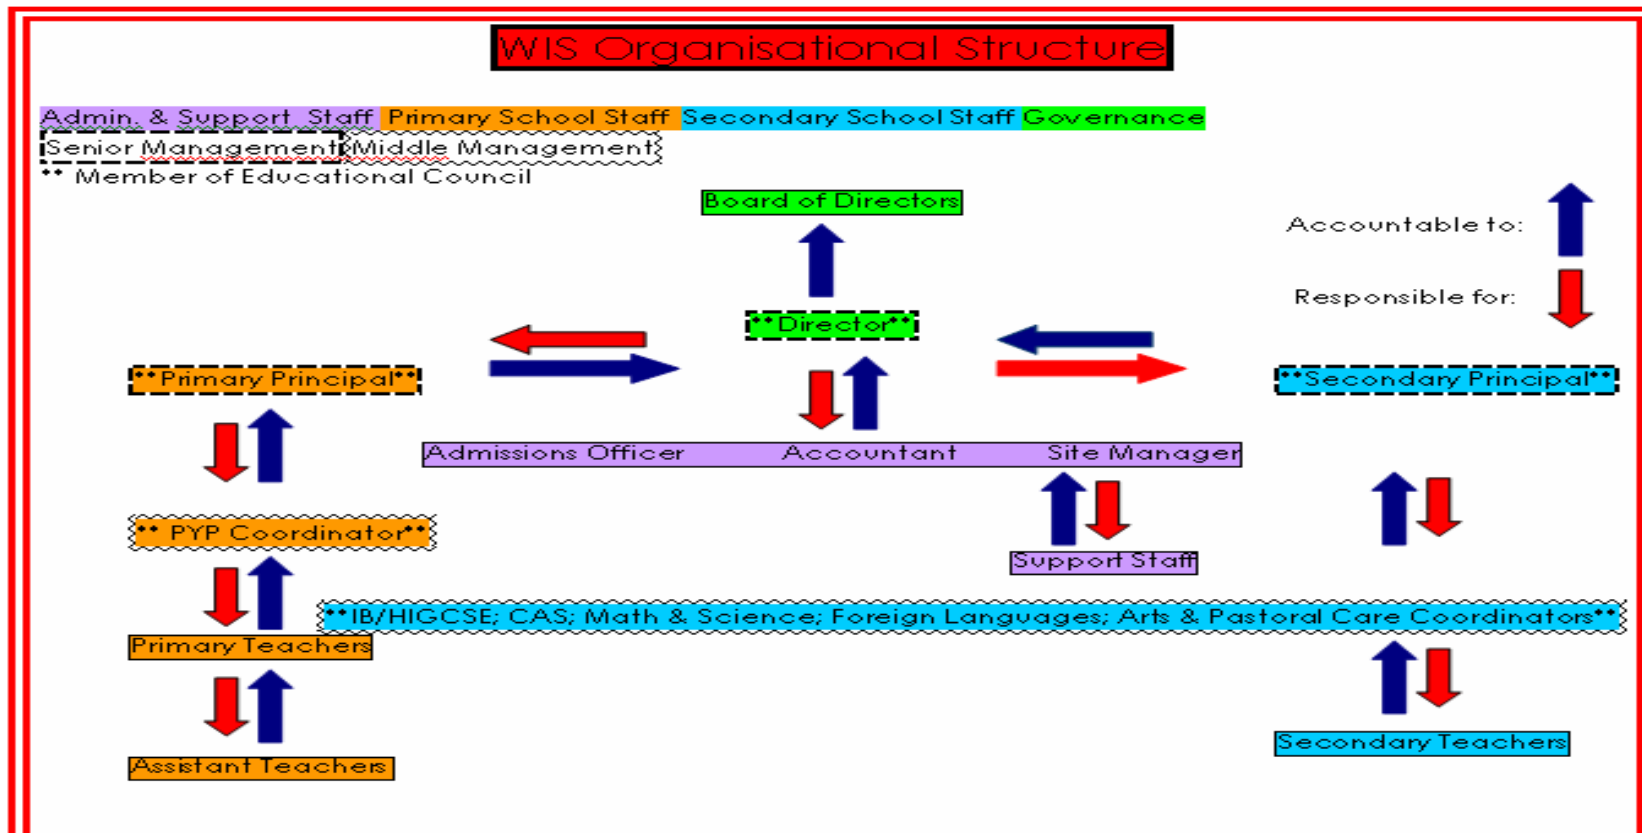 WIS Organisational Structure
Admin. & Support Staff Primary School Staff Secondary School Staff Governance
Senior Management Middle Management
** Member of Educational Council
Board of Directors
Accountable to:
Responsible for:
**Director**
**Primary Principal**
**Secondary Principal**
Admissions Officer Accountant Site Manager
** PYP Coordinator**
Support Staff
**IB/HIGCSE; CAS; Math & Science; Foreign Languages; Arts & Pastoral Care Coordinators**
Primary Teachers
Secondary Teachers
Assistant Teachers